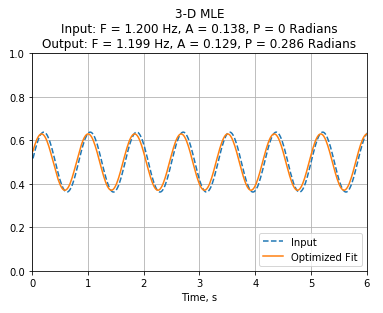 3-D MLE
Input: F = 1.200 Hz, A = 0.138, P = 0 Radians
Output: F = 1.199 Hz, A = 0.129, P = 0.286 Radians
1.0
0.8
0.6
0.4
0.2
0.0
Input
Optimized Fit
0 1 2 3 4 5 6
Time, s